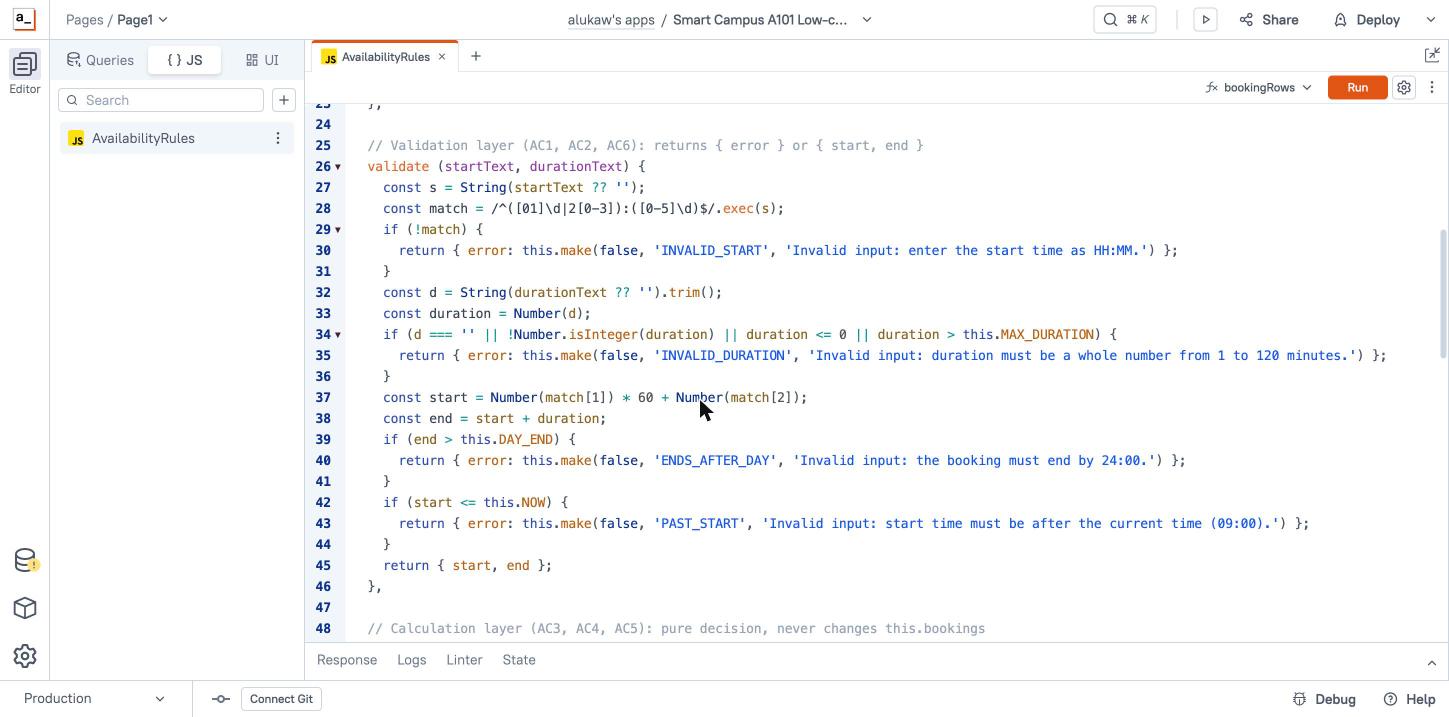 a_
Pages / Page1
alukaw's apps / Smart Campus A101 Low-c...
⌘ K
Share
Deploy
Editor
Queries
{ } JS
UI
Search
JS AvailabilityRules
JS AvailabilityRules ×
+
fx bookingRows
Run
23 },
24
25 // Validation layer (AC1, AC2, AC6): returns { error } or { start, end }
26 validate (startText, durationText) {
27 const s = String(startText ?? '');
28 const match = /^([01]\d|2[0-3]):([0-5]\d)$/.exec(s);
29 if (!match) {
30 return { error: this.make(false, 'INVALID_START', 'Invalid input: enter the start time as HH:MM.') };
31 }
32 const d = String(durationText ?? '').trim();
33 const duration = Number(d);
34 if (d === '' || !Number.isInteger(duration) || duration <= 0 || duration > this.MAX_DURATION) {
35 return { error: this.make(false, 'INVALID_DURATION', 'Invalid input: duration must be a whole number from 1 to 120 minutes.') };
36 }
37 const start = Number(match[1]) * 60 + Number(match[2]);
38 const end = start + duration;
39 if (end > this.DAY_END) {
40 return { error: this.make(false, 'ENDS_AFTER_DAY', 'Invalid input: the booking must end by 24:00.') };
41 }
42 if (start <= this.NOW) {
43 return { error: this.make(false, 'PAST_START', 'Invalid input: start time must be after the current time (09:00).') };
44 }
45 return { start, end };
46 },
47
48 // Calculation layer (AC3, AC4, AC5): pure decision, never changes this.bookings
Response
Logs
Linter
State
Production
Connect Git
Debug
Help